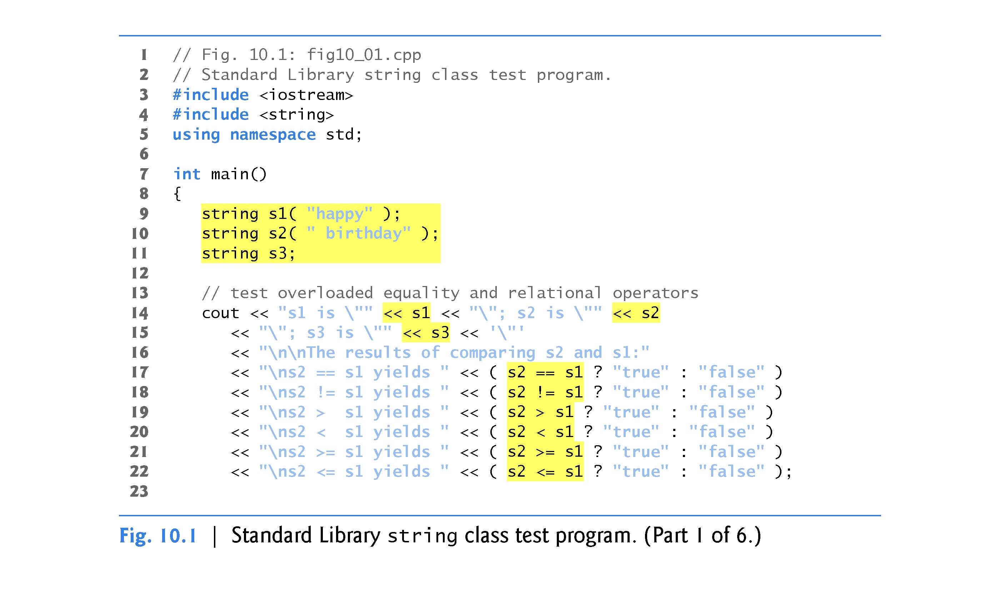 1 // Fig. 10.1: fig10_01.cpp
2 // Standard Library string class test program.
3 #include <iostream>
4 #include <string>
5 using namespace std;
6
7 int main()
8 {
9    string s1( "happy" );
10    string s2( " birthday" );
11    string s3;
12
13    // test overloaded equality and relational operators
14    cout << "s1 is \"" << s1 << "\"; s2 is \"" << s2
15       << "\"; s3 is \"" << s3 << '\"'
16       << "\n\nThe results of comparing s2 and s1:"
17       << "\ns2 == s1 yields " << ( s2 == s1 ? "true" : "false" )
18       << "\ns2 != s1 yields " << ( s2 != s1 ? "true" : "false" )
19       << "\ns2 >  s1 yields " << ( s2 > s1 ? "true" : "false" )
20       << "\ns2 <  s1 yields " << ( s2 < s1 ? "true" : "false" )
21       << "\ns2 >= s1 yields " << ( s2 >= s1 ? "true" : "false" )
22       << "\ns2 <= s1 yields " << ( s2 <= s1 ? "true" : "false" );
23
Fig. 10.1 | Standard Library string class test program. (Part 1 of 6.)